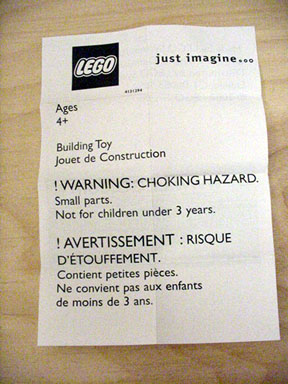 LEGO
just imagine...
Ages
4+
Building Toy
Jouet de Construction
! WARNING: CHOKING HAZARD.
Small parts.
Not for children under 3 years.
! AVERTISSEMENT : RISQUE
D'ÉTOUFFEMENT.
Contient petites pièces.
Ne convient pas aux enfants
de moins de 3 ans.